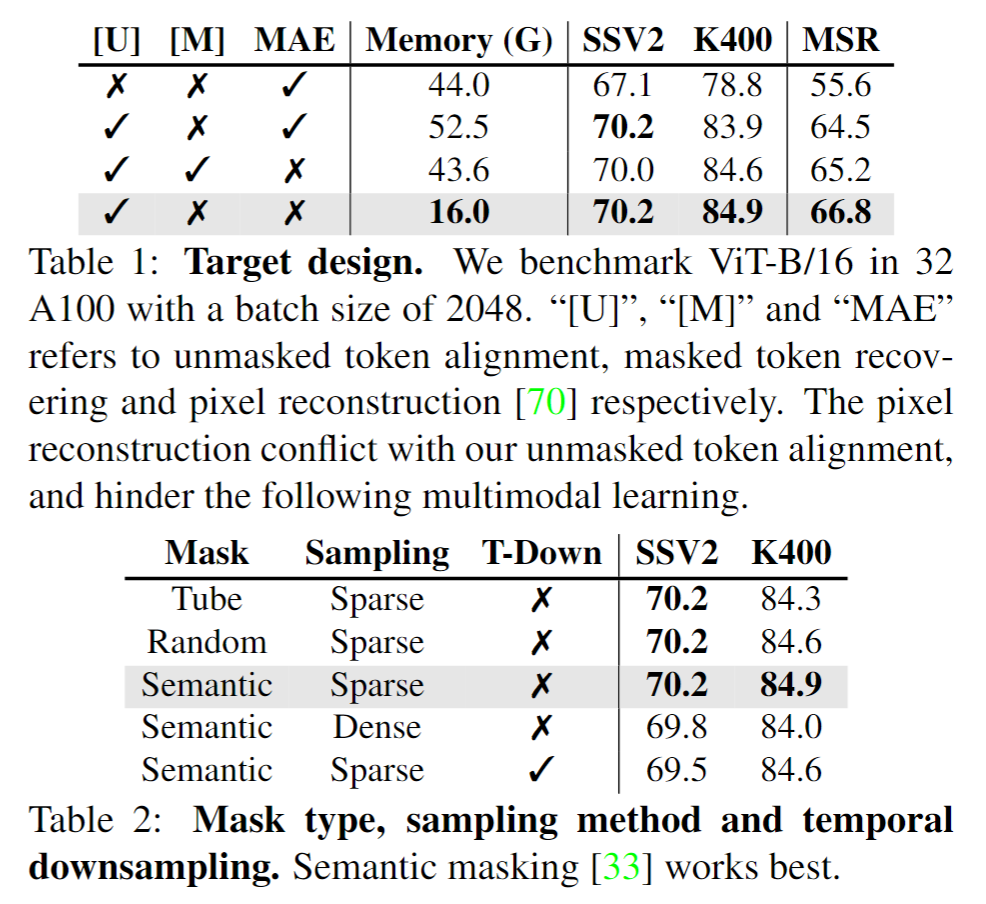 [U] [M] MAE Memory (G) SSV2 K400 MSR
✗ ✗ ✓ 44.0 67.1 78.8 55.6
✓ ✗ ✓ 52.5 70.2 83.9 64.5
✓ ✓ ✗ 43.6 70.0 84.6 65.2
✓ ✗ ✗ 16.0 70.2 84.9 66.8
Table 1: Target design. We benchmark ViT-B/16 in 32
A100 with a batch size of 2048. “[U]”, “[M]” and “MAE”
refers to unmasked token alignment, masked token recov-
ering and pixel reconstruction [70] respectively. The pixel
reconstruction conflict with our unmasked token alignment,
and hinder the following multimodal learning.
Mask Sampling T-Down SSV2 K400
Tube Sparse ✗ 70.2 84.3
Random Sparse ✗ 70.2 84.6
Semantic Sparse ✗ 70.2 84.9
Semantic Dense ✗ 69.8 84.0
Semantic Sparse ✓ 69.5 84.6
Table 2: Mask type, sampling method and temporal
downsampling. Semantic masking [33] works best.